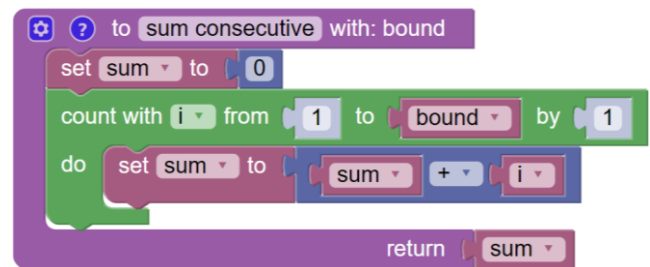 ? to sum consecutive with: bound
set sum to 0
count with i from 1 to bound by 1
do set sum to sum + i
return sum